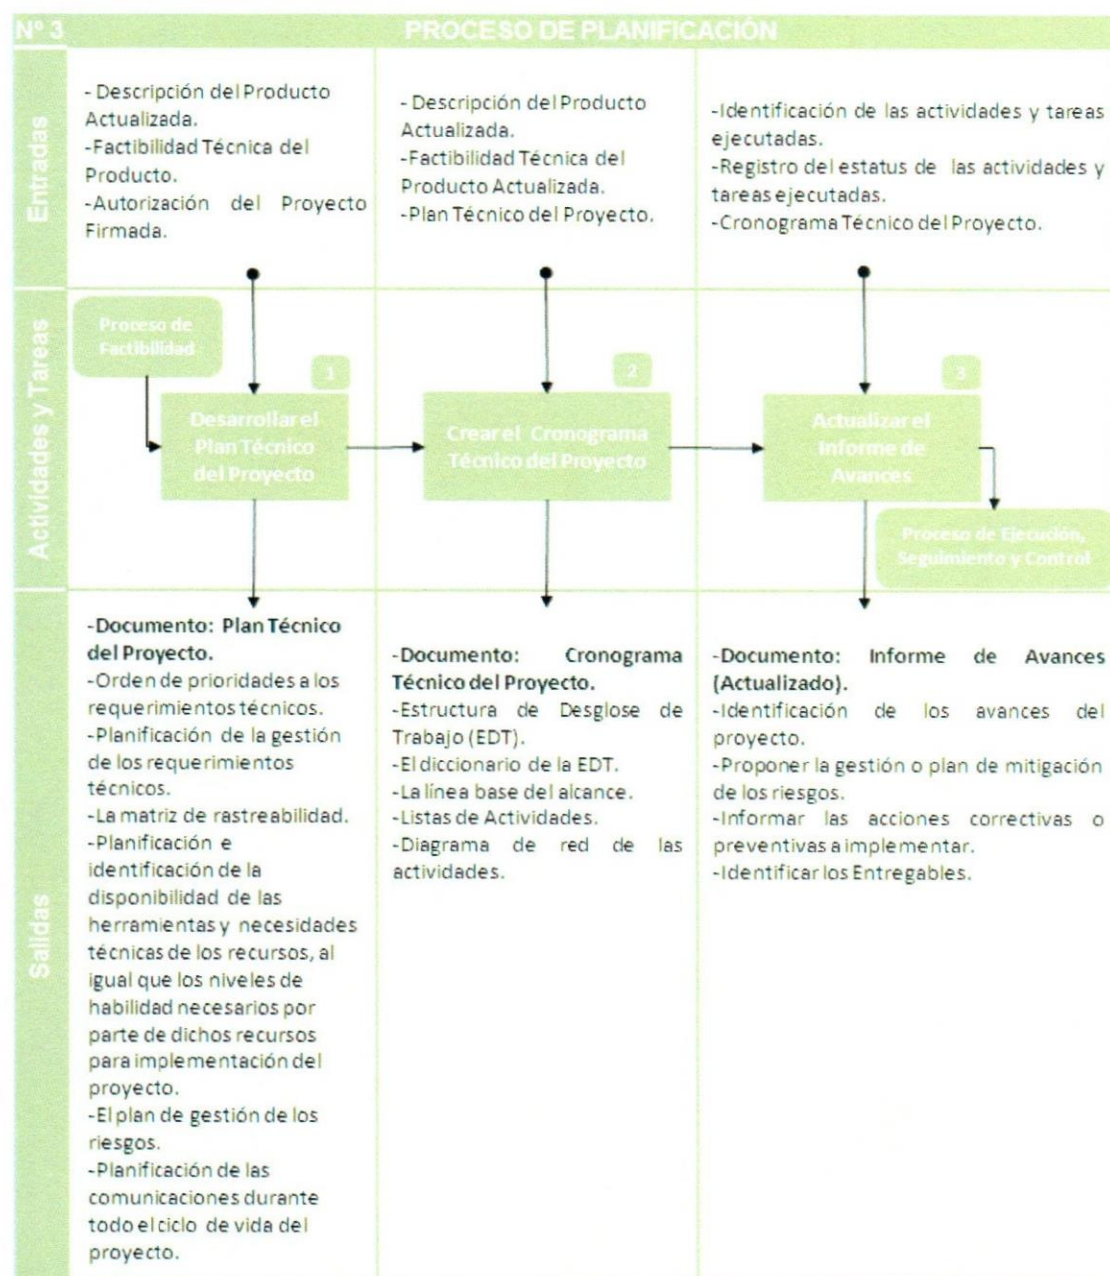 Nº 3
PROCESO DE PLANIFICACIÓN
Entradas
- Descripción del Producto
Actualizada.
-Factibilidad Técnica del
Producto.
-Autorización del Proyecto
Firmada.
- Descripción del Producto
Actualizada.
-Factibilidad Técnica del
Producto Actualizada.
-Plan Técnico del Proyecto.
-Identificación de las actividades y tareas
ejecutadas.
-Registro del estatus de las actividades y
tareas ejecutadas.
-Cronograma Técnico del Proyecto.
Actividades y Tareas
Proceso de
Factibilidad
1
Desarrollar el
Plan Técnico
del Proyecto
2
Crear el Cronograma
Técnico del Proyecto
3
Actualizar el
Informe de
Avances
Proceso de Ejecución,
Seguimiento y Control
Salidas
-Documento: Plan Técnico
del Proyecto.
-Orden de prioridades a los
requerimientos técnicos.
-Planificación de la gestión
de los requerimientos
técnicos.
-La matriz de rastreabilidad.
-Planificación e
identificación de la
disponibilidad de las
herramientas y necesidades
técnicas de los recursos, al
igual que los niveles de
habilidad necesarios por
parte de dichos recursos
para implementación del
proyecto.
-El plan de gestión de los
riesgos.
-Planificación de las
comunicaciones durante
todo el ciclo de vida del
proyecto.
-Documento: Cronograma
Técnico del Proyecto.
-Estructura de Desglose de
Trabajo (EDT).
-El diccionario de la EDT.
-La línea base del alcance.
-Listas de Actividades.
-Diagrama de red de las
actividades.
-Documento: Informe de Avances
(Actualizado).
-Identificación de los avances del
proyecto.
-Proponer la gestión o plan de mitigación
de los riesgos.
-Informar las acciones correctivas o
preventivas a implementar.
-Identificar los Entregables.